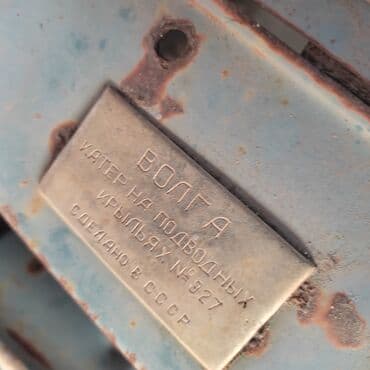 ВОЛГА
КАТЕР НА ПОДВОДНЫХ
КРЫЛЬЯХ № 927
СДЕЛАНО В СССР